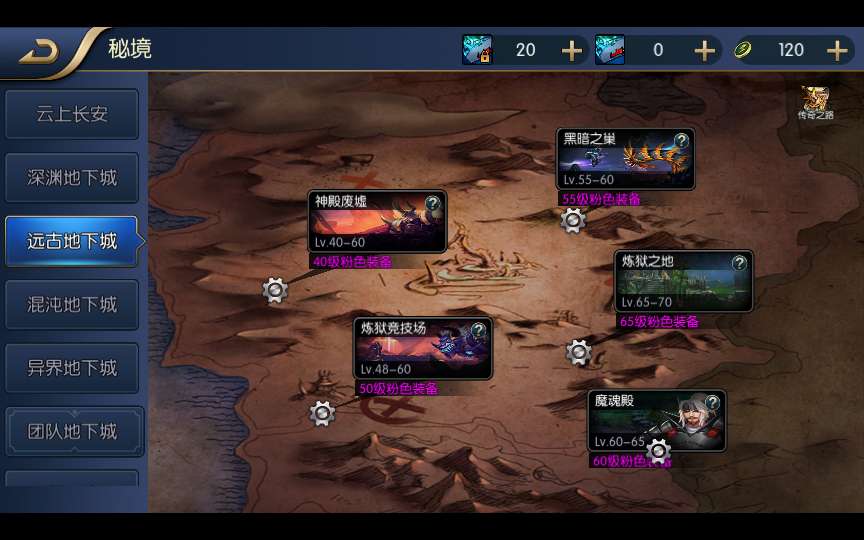 秘境
20
0
120
云上长安
深渊地下城
远古地下城
混沌地下城
异界地下城
团队地下城
传奇之路
黑暗之巢
Lv.55-60
55级粉色装备
神殿废墟
Lv.40-60
40级粉色装备
炼狱之地
Lv.65-70
65级粉色装备
炼狱竞技场
Lv.48-60
50级粉色装备
魔魂殿
Lv.60-65
60级粉色